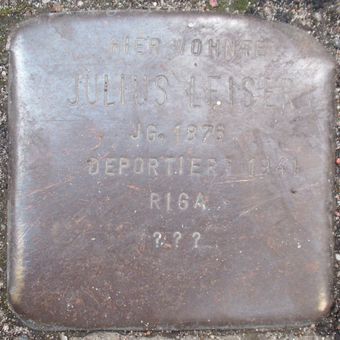 HIER WOHNTE
JULIUS LEISER
JG. 1876
DEPORTIERT 1941
RIGA
? ? ?